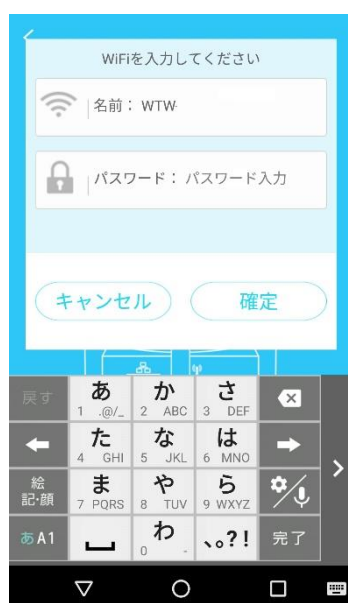 WiFiを入力してください
名前： WTW-
パスワード： パスワード入力
キャンセル 確定
戻す あ か さ
1 .@/_ 2 ABC 3 DEF
た な は
4 GHI 5 JKL 6 MNO
絵
記・顔 ま や ら
7 PQRS 8 TUV 9 WXYZ
あA1 わ 、。?! 完了
0 -